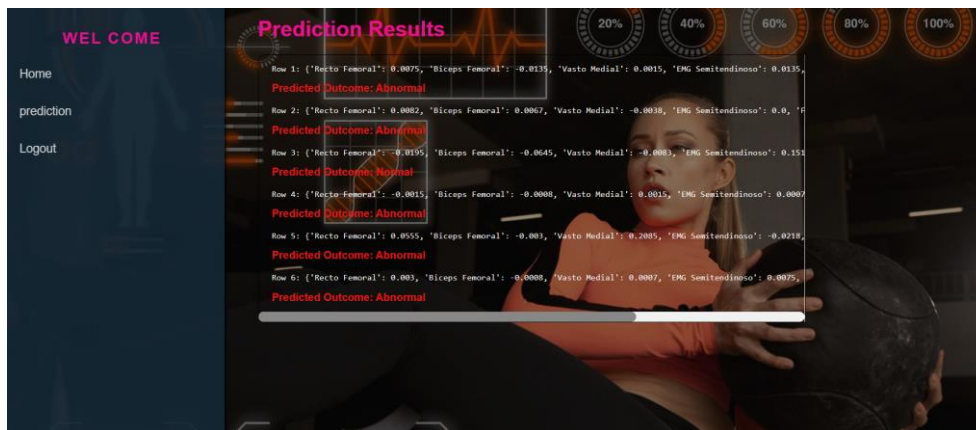 WEL COME
Home
prediction
Logout
Prediction Results
20% 40% 60% 80% 100%
Row 1: {'Recto Femoral': 0.0075, 'Biceps Femoral': -0.0135, 'Vasto Medial': 0.0015, 'EMG Semitendinoso': 0.0135,
Predicted Outcome: Abnormal
Row 2: {'Recto Femoral': 0.0082, 'Biceps Femoral': 0.0067, 'Vasto Medial': -0.0038, 'EMG Semitendinoso': 0.0, 'F
Predicted Outcome: Abnormal
Row 3: {'Recto Femoral': -0.0195, 'Biceps Femoral': -0.0645, 'Vasto Medial': -0.0083, 'EMG Semitendinoso': 0.151
Predicted Outcome: Normal
Row 4: {'Recto Femoral': -0.0015, 'Biceps Femoral': -0.0008, 'Vasto Medial': 0.0015, 'EMG Semitendinoso': 0.0007
Predicted Outcome: Abnormal
Row 5: {'Recto Femoral': 0.0555, 'Biceps Femoral': -0.003, 'Vasto Medial': 0.2085, 'EMG Semitendinoso': -0.0218,
Predicted Outcome: Abnormal
Row 6: {'Recto Femoral': 0.003, 'Biceps Femoral': -0.0008, 'Vasto Medial': 0.0007, 'EMG Semitendinoso': 0.0075,
Predicted Outcome: Abnormal